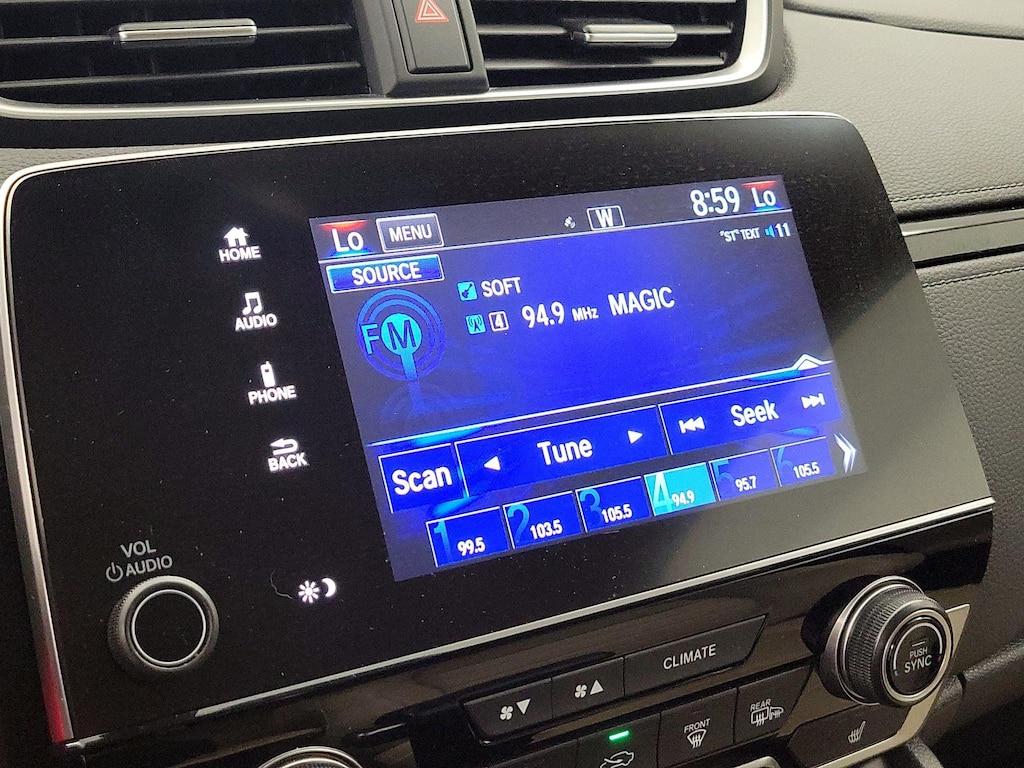 Lo MENU W 8:59 Lo
"ST" TEXT 11
SOURCE
SOFT
FM
4 94.9 MHz MAGIC
Scan Tune Seek
1 99.5
2 103.5
3 105.5
4 94.9
5 95.7
6 105.5
HOME
AUDIO
PHONE
BACK
VOL
AUDIO
CLIMATE
PUSH
SYNC
FRONT
REAR